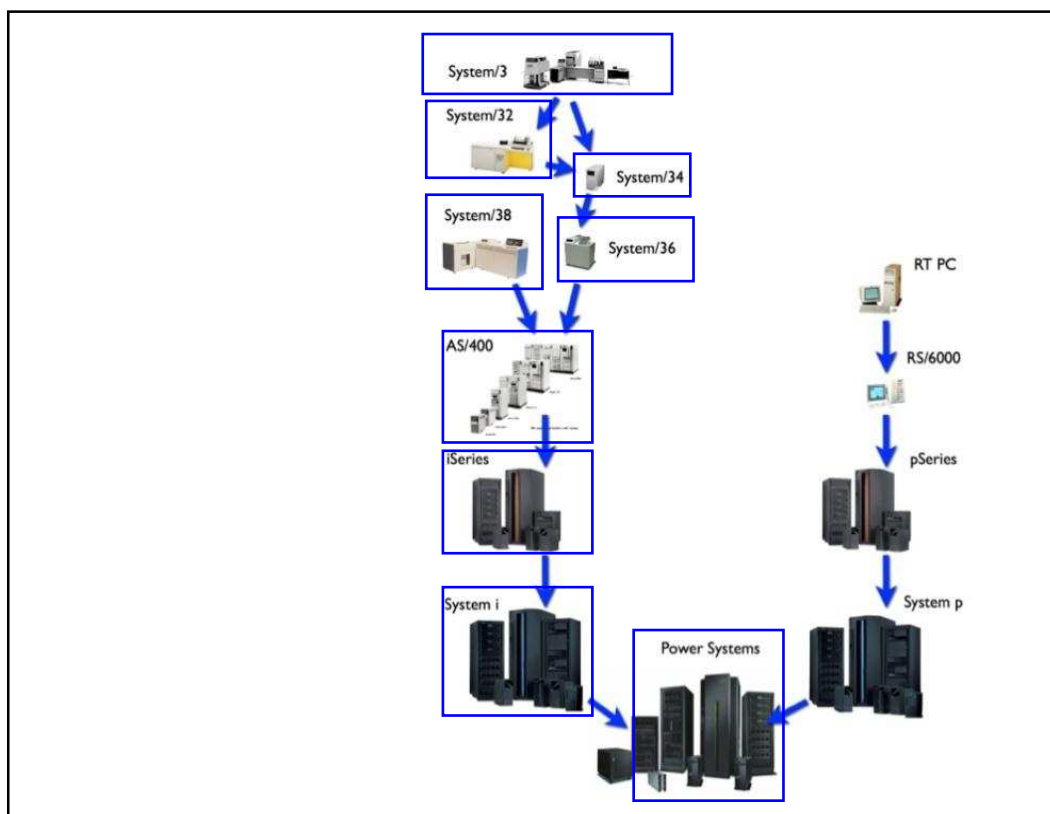 System/3
System/32
System/34
System/38
System/36
RT PC
AS/400
RS/6000
iSeries
pSeries
System i
System p
Power Systems